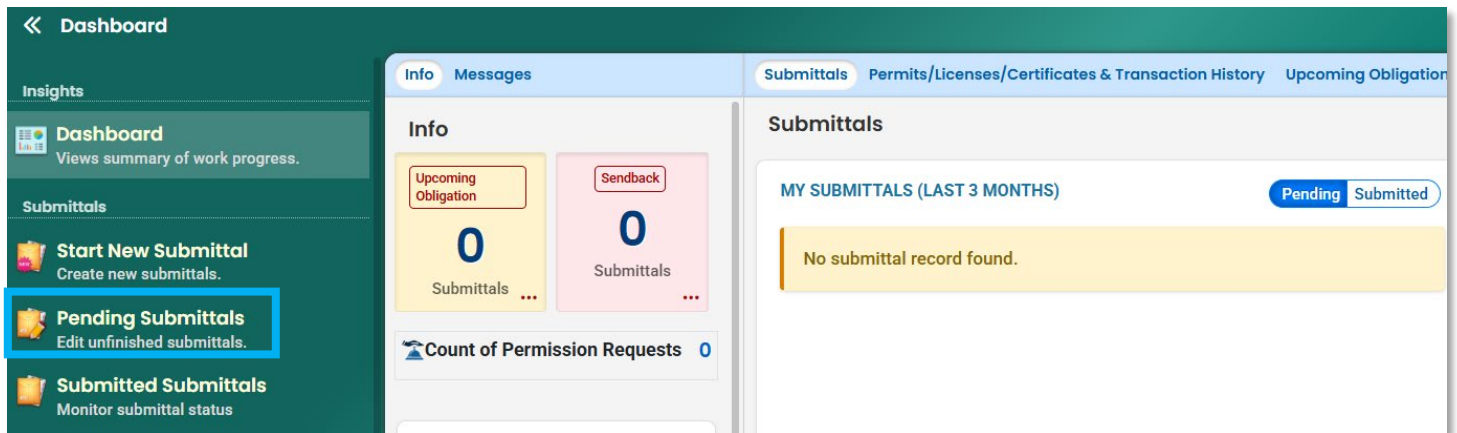 Dashboard
Insights
Dashboard
Views summary of work progress.
Submittals
Start New Submittal
Create new submittals.
Pending Submittals
Edit unfinished submittals.
Submitted Submittals
Monitor submittal status
Info Messages
Info
Upcoming
Obligation
0
Submittals
...
Sendback
0
Submittals
...
Count of Permission Requests 0
Submittals Permits/Licenses/Certificates & Transaction History Upcoming Obligation
Submittals
MY SUBMITTALS (LAST 3 MONTHS)
Pending Submitted
No submittal record found.